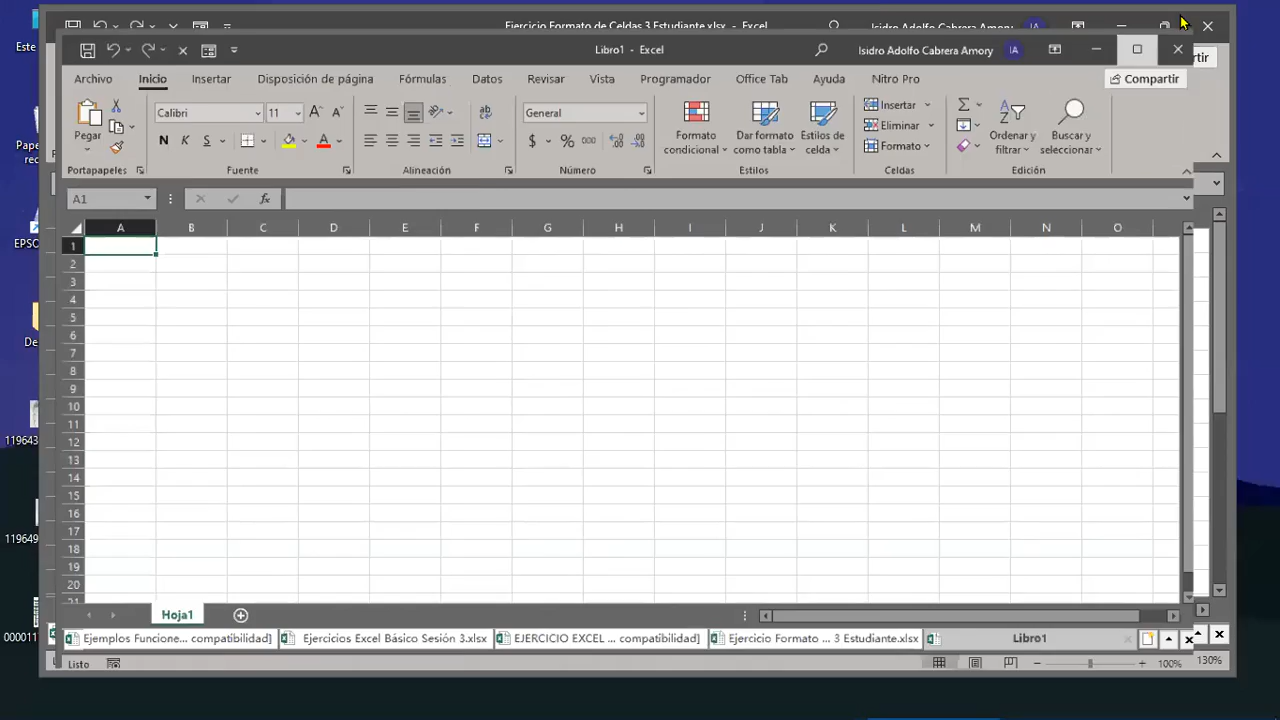 Ejercicio Formato de Celdas 3 Estudiante.xlsx - Excel
Isidro Adolfo Cabrera Amory
Este
Libro1 - Excel
Isidro Adolfo Cabrera Amory IA
Archivo Inicio Insertar Disposición de página Fórmulas Datos Revisar Vista Programador Office Tab Ayuda Nitro Pro Compartir
Pegar
Calibri 11
General
Formato condicional
Dar formato como tabla
Estilos de celda
Insertar
Eliminar
Formato
Ordenar y filtrar
Buscar y seleccionar
N K S
$ % 000
Portapapeles Fuente Alineación Número Estilos Celdas Edición
A1 fx
A B C D E F G H I J K L M N O
1
2
3
4
5
6
7
8
9
10
11
12
13
14
15
16
17
18
19
20
21
Pape
rec
EPSC
De
119643
119649
000011
Hoja1
Ejemplos Funcione... compatibilidad] Ejercicios Excel Básico Sesión 3.xlsx EJERCICIO EXCEL ... compatibilidad] Ejercicio Formato ... 3 Estudiante.xlsx Libro1
Listo 100% 130%